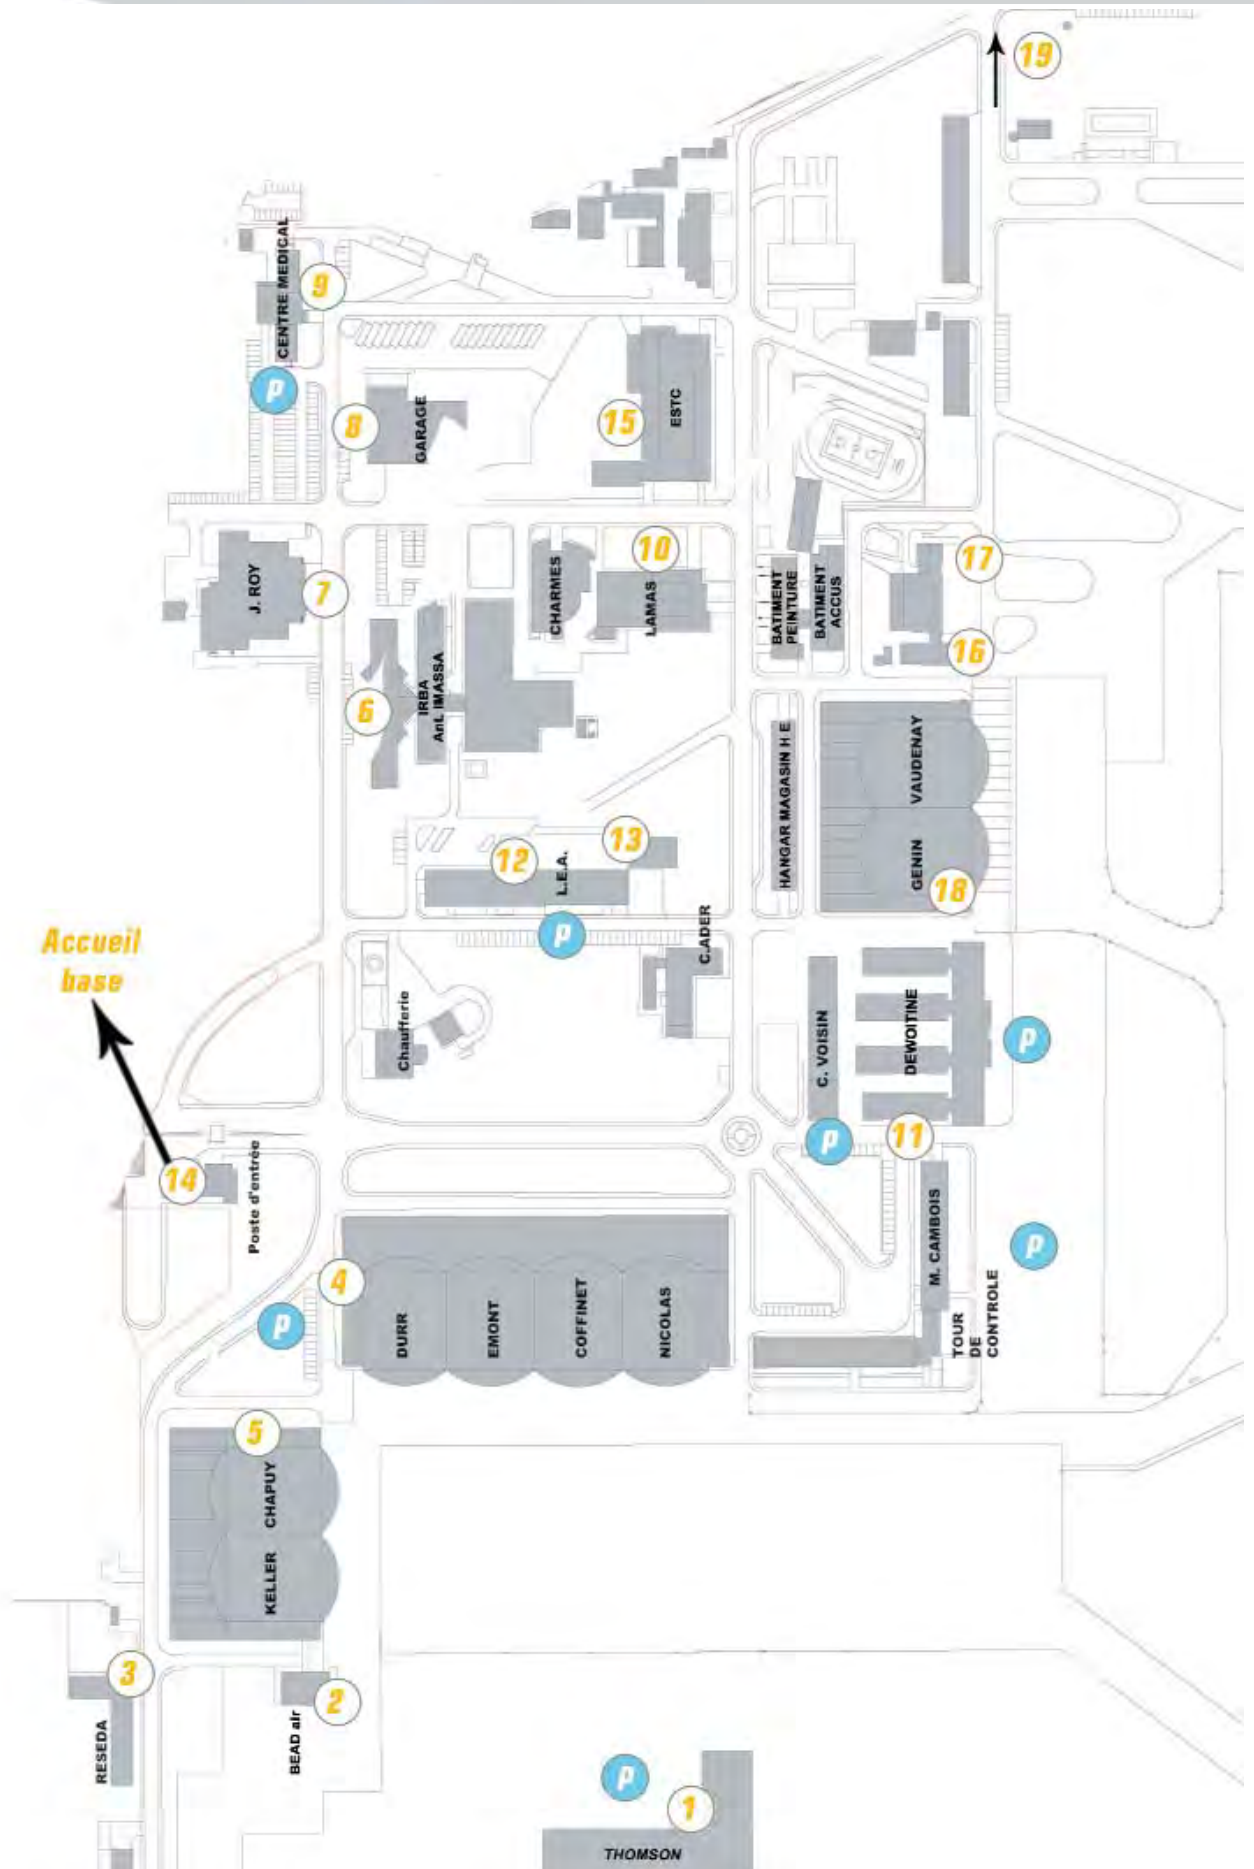 19
CENTRE MEDICAL
9
P
8
GARAGE
15
ESTC
10
17
J. ROY
7
CHARMES
LAMAS
BATIMENT
PEINTURE
BATIMENT
ACCUS
16
6
IRBA
AnL IMASSA
HANGAR MAGASIN H E
VAUDENAY
13
12
L.E.A.
GENIN
18
P
C.ADER
Accueil
base
Chaufferie
C. VOISIN
DEWOITINE
P
P
11
14
Poste d'entrée
M. CAMBOIS
P
4
P
DURR
EMONT
COFFINET
NICOLAS
TOUR
DE
CONTROLE
5
CHAPUY
KELLER
3
2
RESEDA
BEAD air
P
1
THOMSON